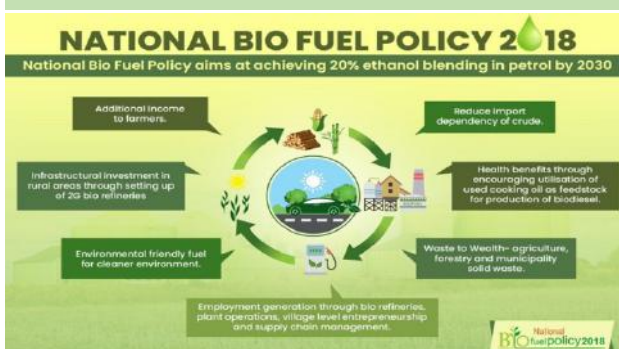 NATIONAL BIO FUEL POLICY 2018
National Bio Fuel Policy aims at achieving 20% ethanol blending in petrol by 2030
Additional Income
to farmers.
Reduce import
dependency of crude.
Infrastructural investment in
rural areas through setting up
of 2G bio refineries
Health benefits through
encouraging utilisation of
used cooking oil as feedstock
for production of biodiesel.
Environmental friendly fuel
for cleaner environment.
Waste to Wealth- agriculture,
forestry and municipality
solid waste.
Employment generation through bio refineries,
plant operations, village level entrepreneurship
and supply chain management.
National
BIO fuelpolicy2018